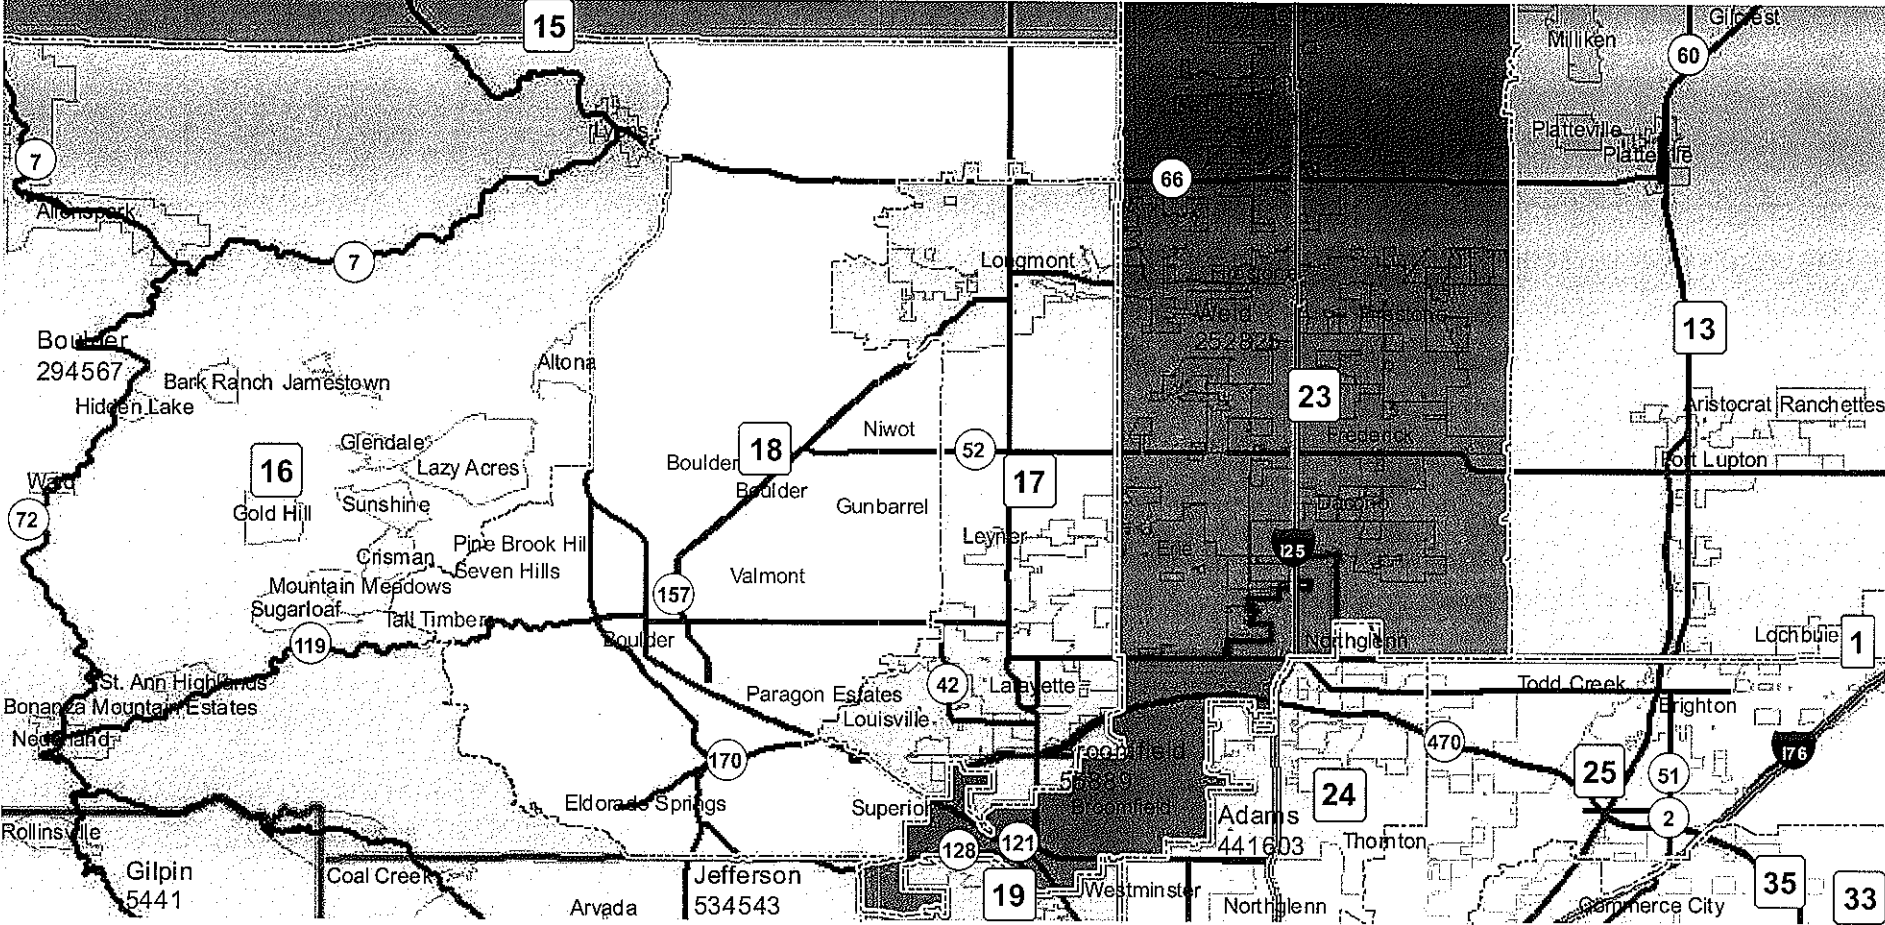 15
Gilcrest
Milliken
60
Lyons
Platteville
Platteville
7
66
Allenspark
7
Longmont
Firestone
Weld
252825
Firestone
13
Boulder
294567
Altona
Bark Ranch
Jamestown
Hidden Lake
23
Aristocrat Ranchettes
Niwot
Frederick
Glendale
18
52
Lazy Acres
Boulder
Fort Lupton
16
17
Ward
Boulder
Sunshine
Gunbarrel
Dacono
Gold Hill
72
Leyner
Pine Brook Hil
Crisman
Seven Hills
Erie
I25
Mountain Meadows
Valmont
157
Sugarloaf
Tall Timber
119
Boulder
Northglenn
Lochbuie
1
St. Ann Highlands
42
Lafayette
Todd Creek
Paragon Estates
Bonanza Mountain Estates
Louisville
Brighton
Nederland
470
I76
Broomfield
55889
170
25
51
Eldorado Springs
Superior
Broomfield
24
Adams
441603
2
Rollinsville
Thornton
128
121
Gilpin
5441
Coal Creek
Jefferson
534543
19
Westminster
35
33
Arvada
Northglenn
Commerce City